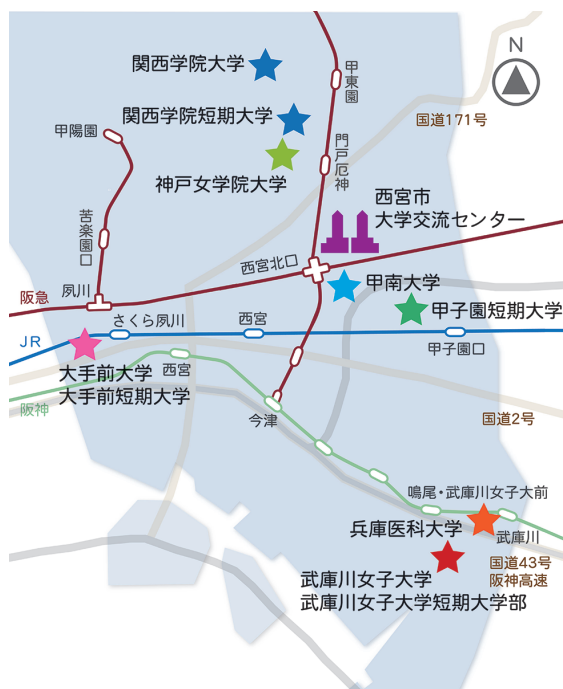 N
関西学院大学
甲東園
関西学院短期大学
国道171号
甲陽園
門戸厄神
神戸女学院大学
西宮市
大学交流センター
苦楽園口
西宮北口
夙川
阪急
甲南大学
甲子園短期大学
さくら夙川
西宮
JR
甲子園口
西宮
大手前大学
大手前短期大学
阪神
今津
国道2号
鳴尾・武庫川女子大前
兵庫医科大学
武庫川
国道43号
阪神高速
武庫川女子大学
武庫川女子大学短期大学部